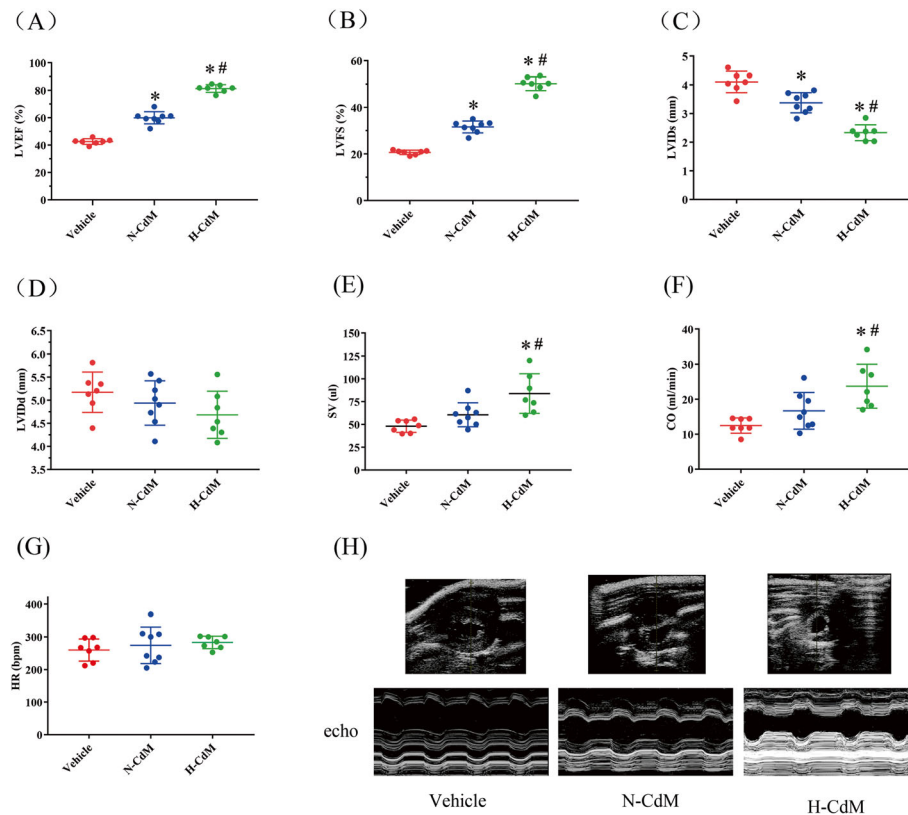 (A)
LVEF (%)
100
80
60
40
20
0
*
* #
Vehicle
N-CdM
H-CdM
(B)
LVFS (%)
60
40
20
0
*
* #
Vehicle
N-CdM
H-CdM
(C)
LVIDs (mm)
5
4
3
2
1
0
*
* #
Vehicle
N-CdM
H-CdM
(D)
LVIDd (mm)
6.5
6.0
5.5
5.0
4.5
4.0
3.5
Vehicle
N-CdM
H-CdM
(E)
SV (ul)
150
125
100
75
50
25
0
* #
Vehicle
N-CdM
H-CdM
(F)
CO (ml/min)
40
30
20
10
0
* #
Vehicle
N-CdM
H-CdM
(G)
HR (bpm)
400
300
200
100
0
Vehicle
N-CdM
H-CdM
(H)
echo
Vehicle
N-CdM
H-CdM